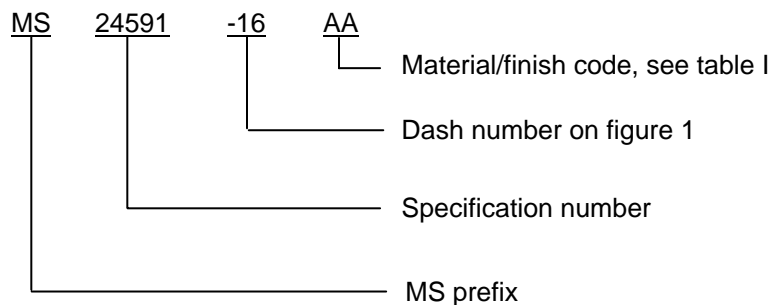 MS 24591 -16 AA
Material/finish code, see table I
Dash number on figure 1
Specification number
MS prefix